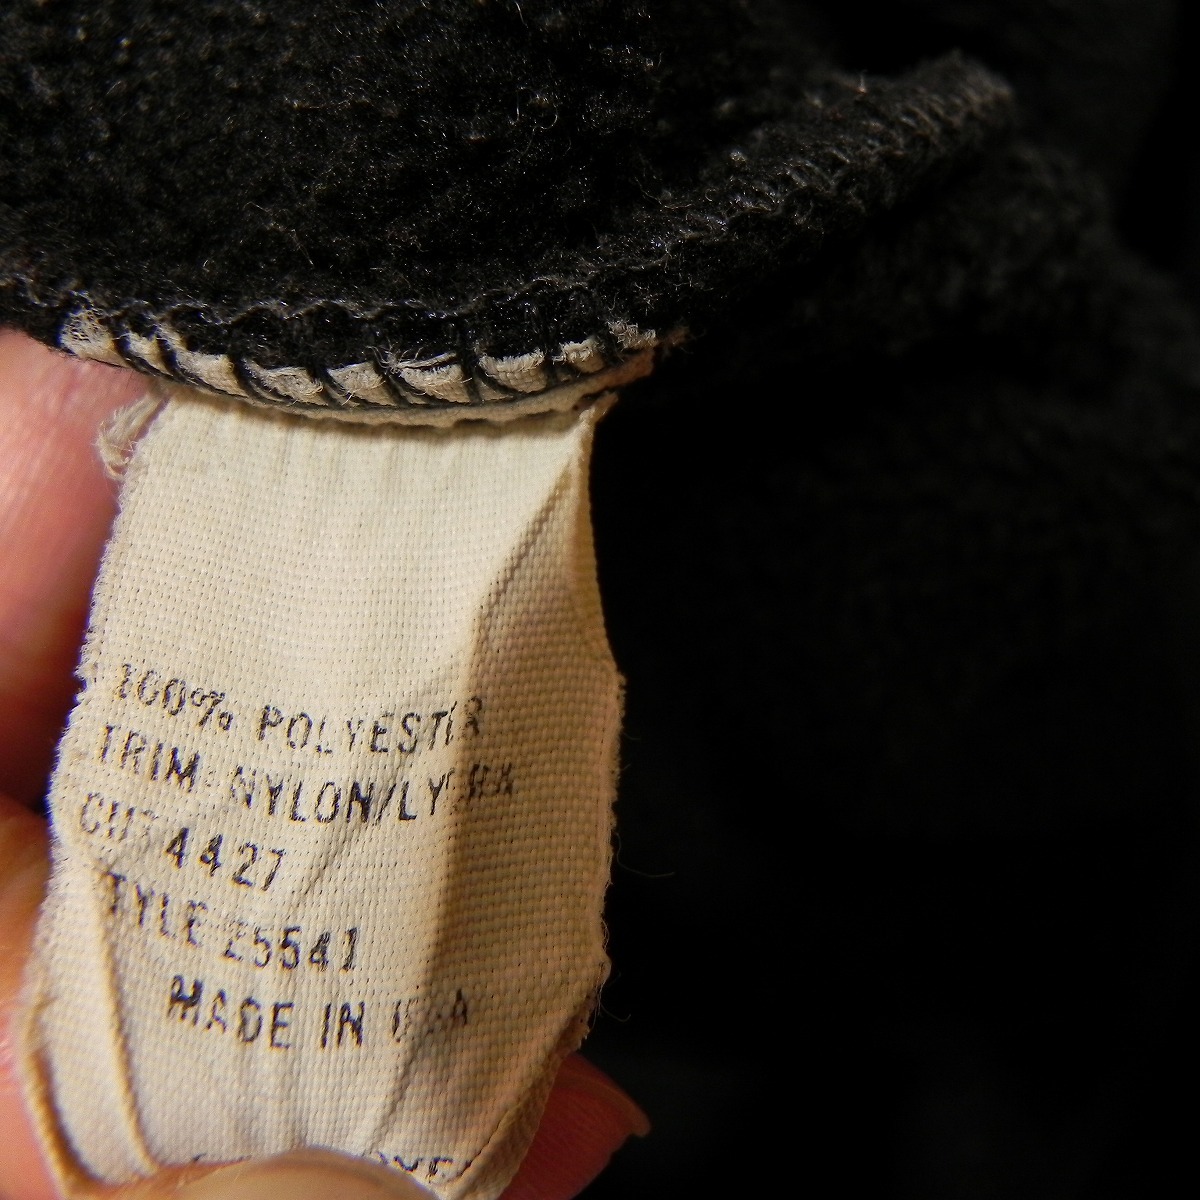 100% POLYESTER
TRIM: NYLON/LYCRA
CUT 4427
STYLE 25541
MADE IN USA